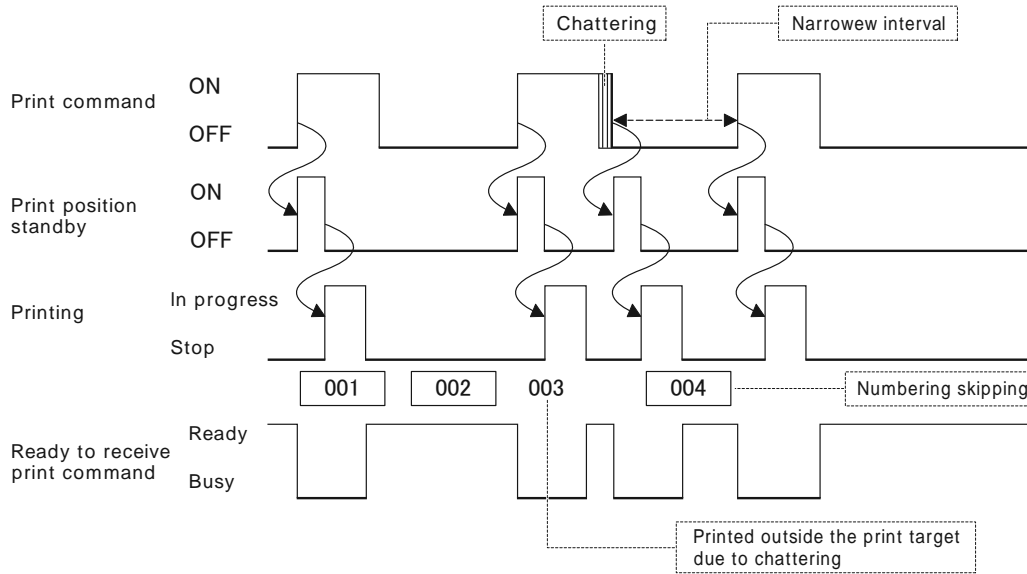 Chattering
Narrowew interval
Print command
ON
OFF
Print position
standby
ON
OFF
Printing
In progress
Stop
001
002
003
004
Numbering skipping
Ready to receive
print command
Ready
Busy
Printed outside the print target
due to chattering